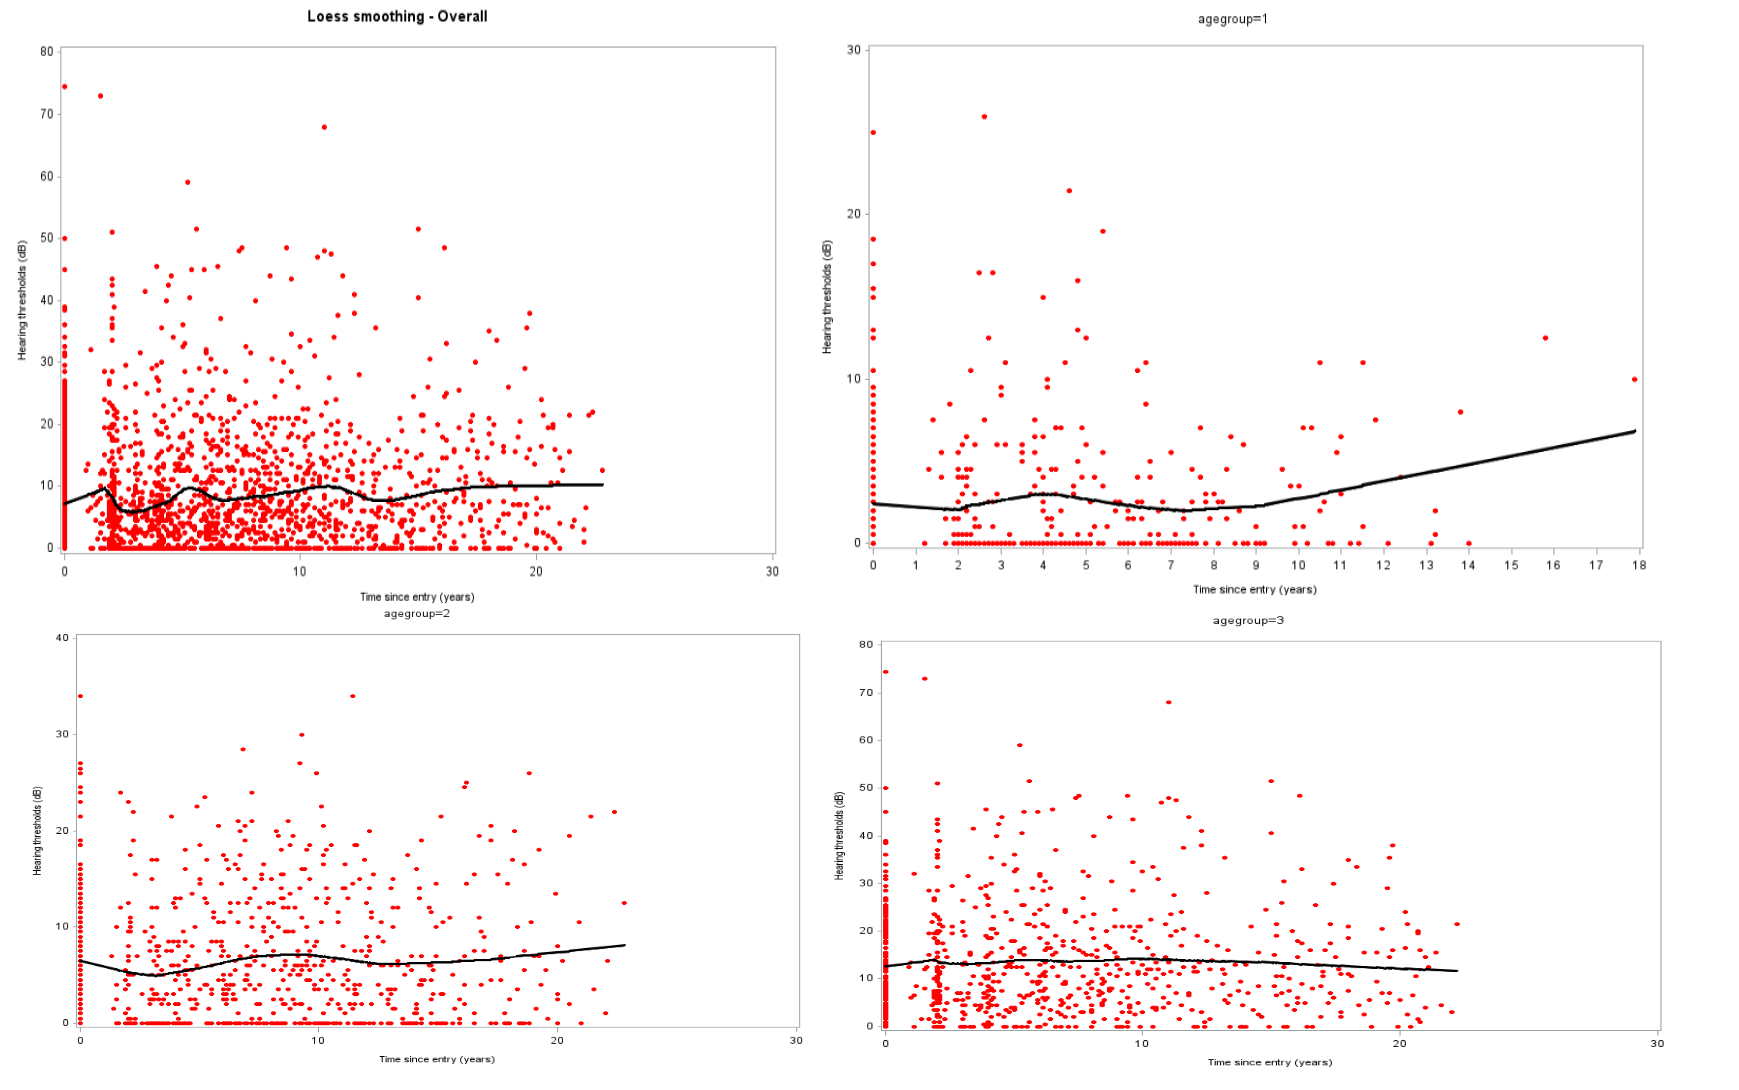 Loess smoothing - Overall
80
70
60
50
40
30
20
10
0
Hearing thresholds (dB)
0 10 20 30
Time since entry (years)
agegroup=1
30
20
10
0
Hearing thresholds (dB)
0 1 2 3 4 5 6 7 8 9 10 11 12 13 14 15 16 17 18
Time since entry (years)
agegroup=2
40
30
20
10
0
Hearing thresholds (dB)
0 10 20 30
Time since entry (years)
agegroup=3
80
70
60
50
40
30
20
10
0
Hearing thresholds (dB)
0 10 20 30
Time since entry (years)